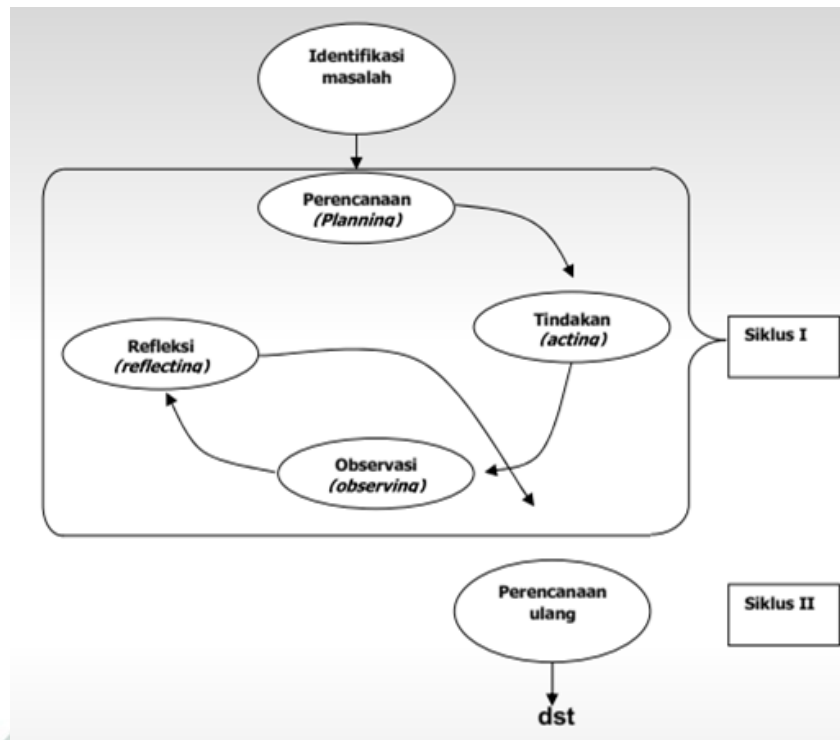 Identifikasi
masalah
Perencanaan
(Planning)
Tindakan
(acting)
Siklus I
Refleksi
(reflecting)
Observasi
(observing)
Perencanaan
ulang
Siklus II
dst